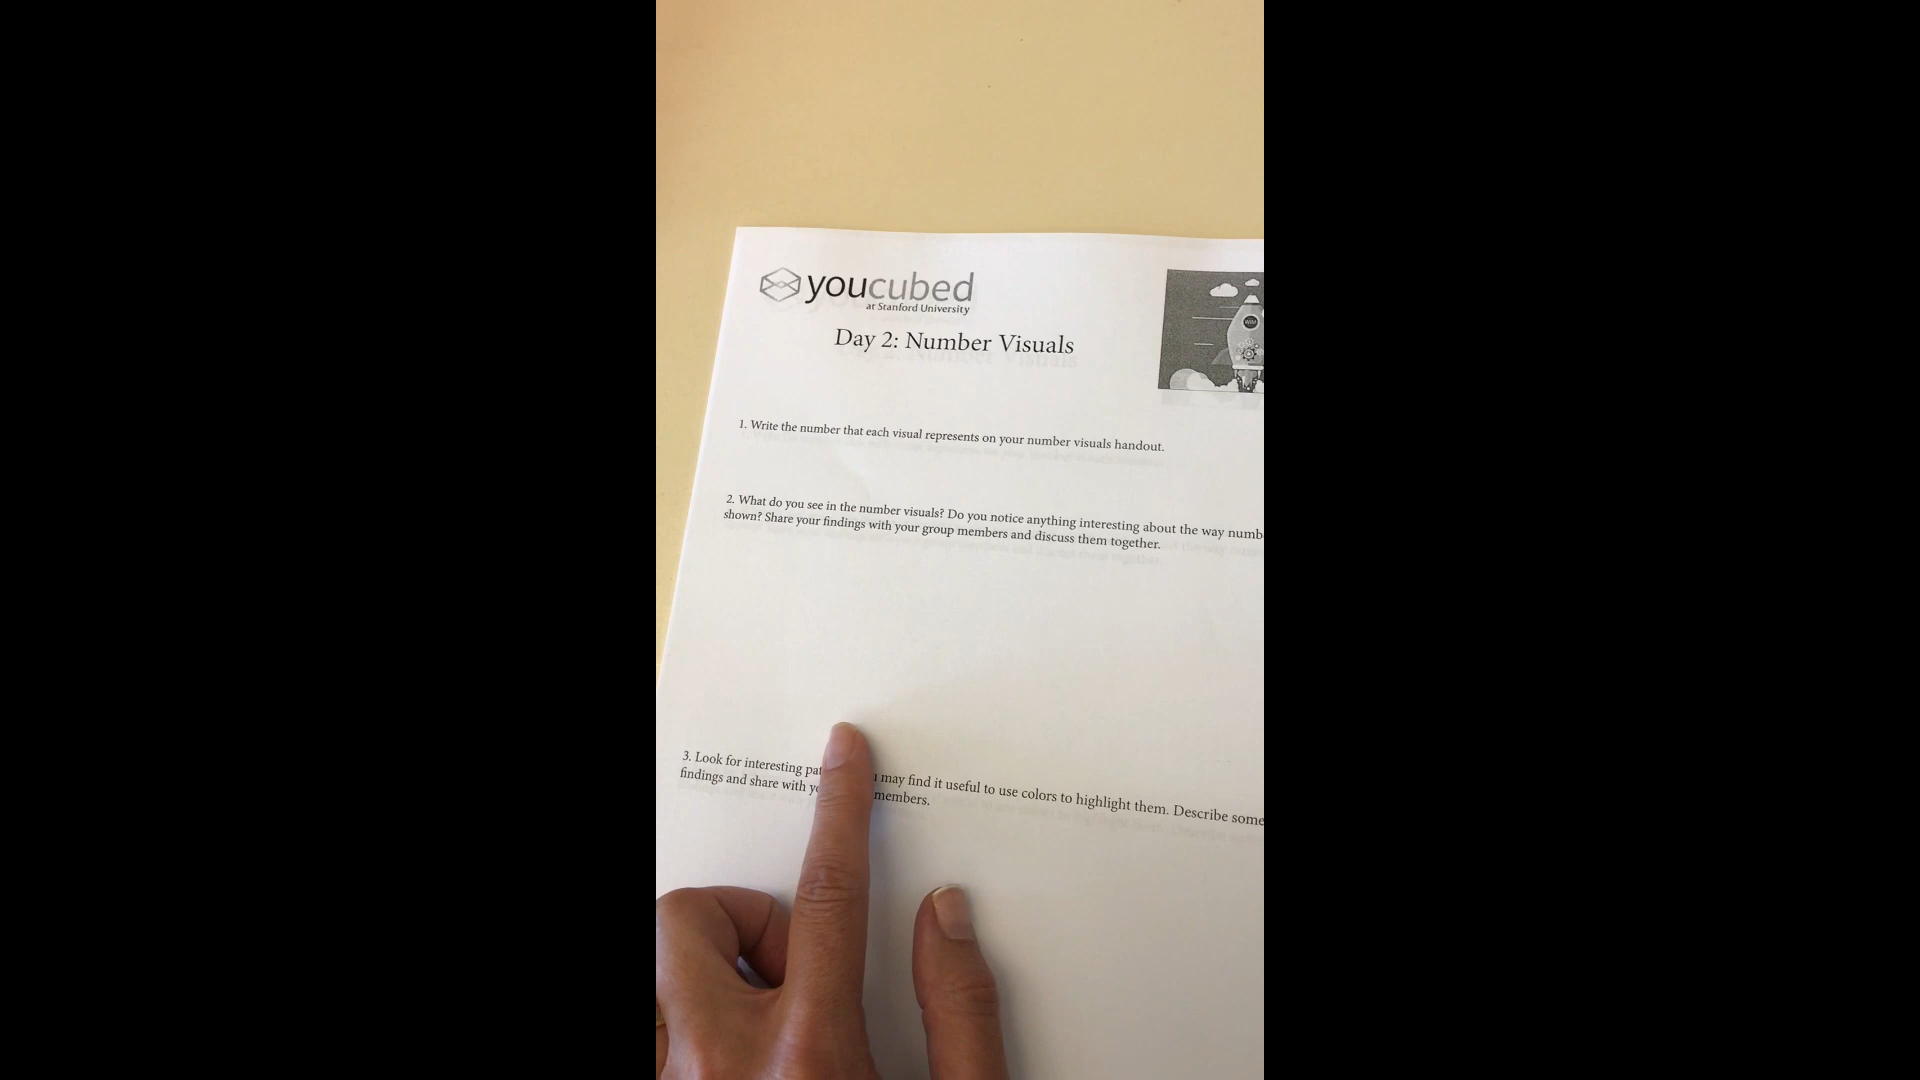 youcubed
at Stanford University
Day 2: Number Visuals
WIM
1. Write the number that each visual represents on your number visuals handout.
2. What do you see in the number visuals? Do you notice anything interesting about the way
shown? Share your findings with your group members and discuss them together.
3. Look for interesting may find it useful to use colors to highlight them. Describe some
findings and share with members.